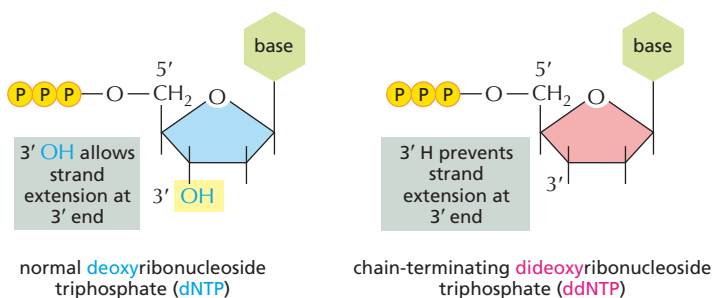 base
5′
P P P — O — CH2 O
3′ OH allows
strand
extension at
3′ end
3′ OH
normal deoxyribonucleoside
triphosphate (dNTP)
base
5′
P P P — O — CH2 O
3′ H prevents
strand
extension at
3′ end
3′
chain-terminating dideoxyribonucleoside
triphosphate (ddNTP)